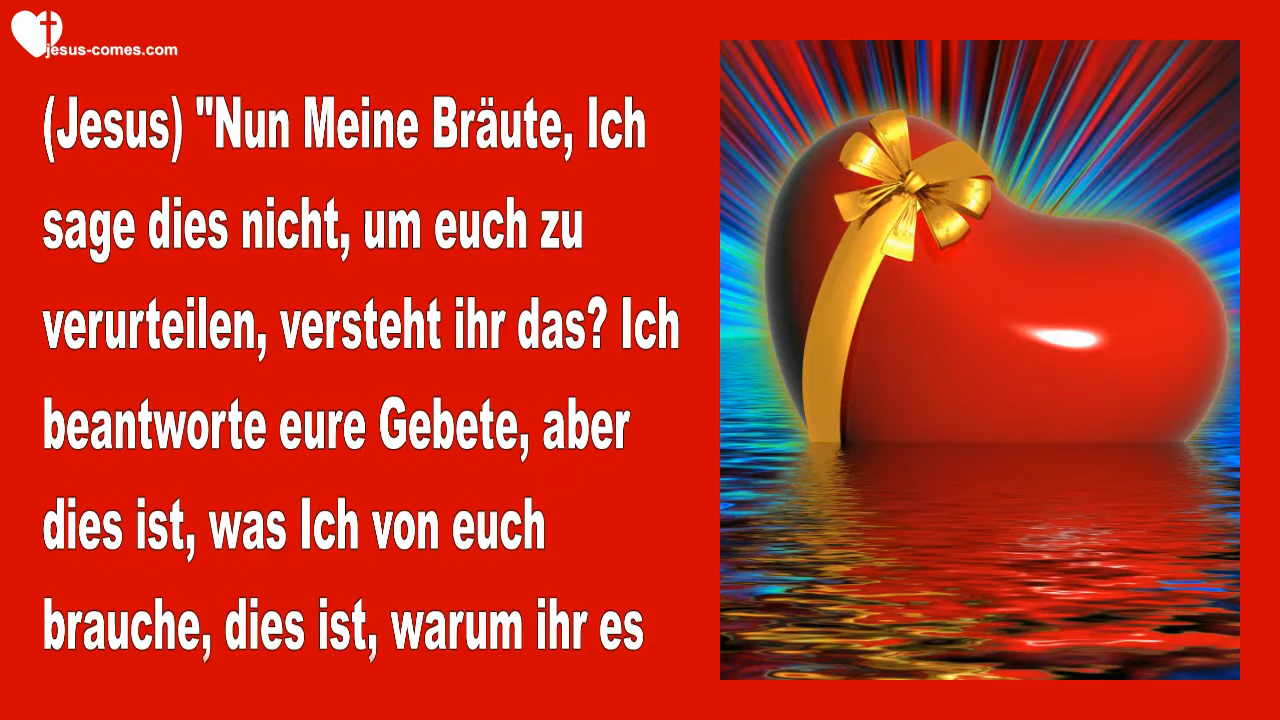 jesus-comes.com
(Jesus) "Nun Meine Bräute, Ich
sage dies nicht, um euch zu
verurteilen, versteht ihr das? Ich
beantworte eure Gebete, aber
dies ist, was Ich von euch
brauche, dies ist, warum ihr es